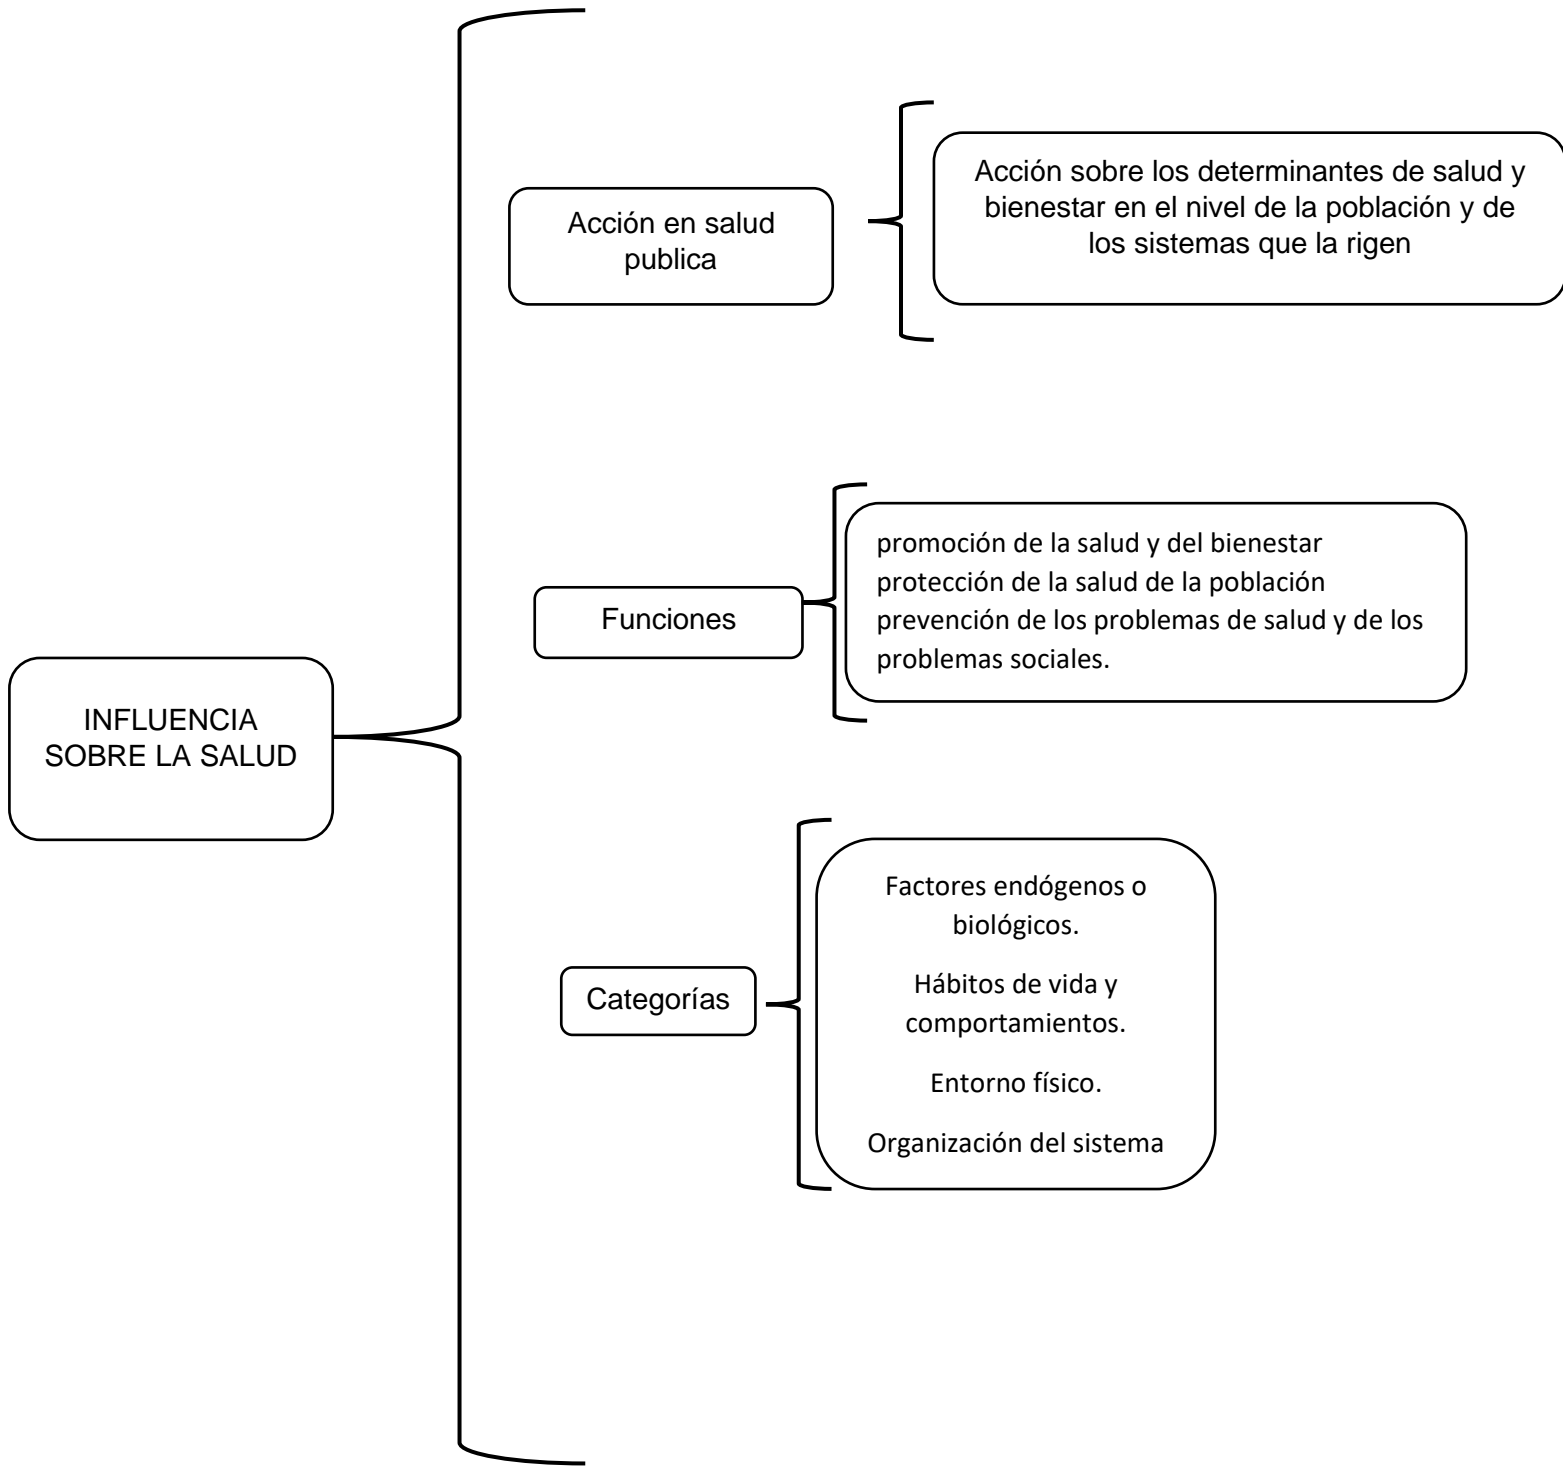 INFLUENCIA
SOBRE LA SALUD
Acción en salud
publica
Acción sobre los determinantes de salud y
bienestar en el nivel de la población y de
los sistemas que la rigen
Funciones
promoción de la salud y del bienestar
protección de la salud de la población
prevención de los problemas de salud y de los
problemas sociales.
Categorías
Factores endógenos o
biológicos.
Hábitos de vida y
comportamientos.
Entorno físico.
Organización del sistema